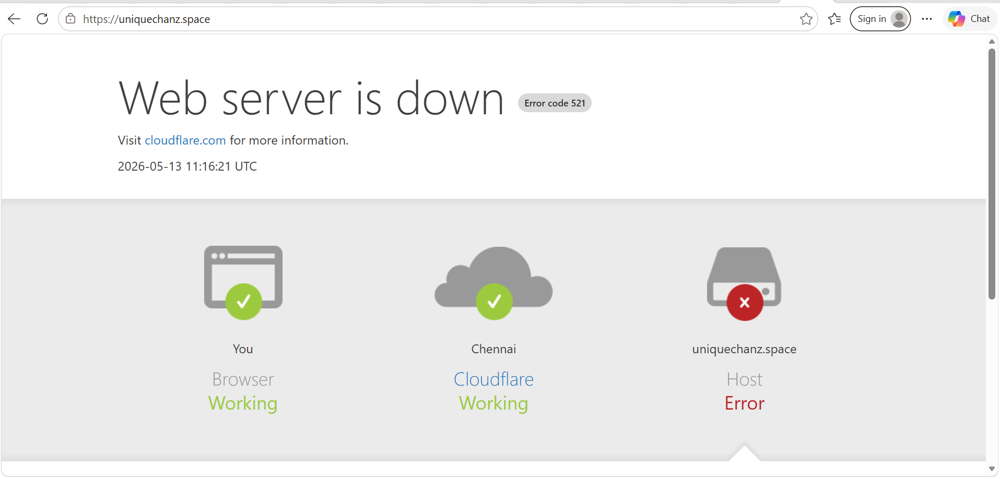 https://uniquechanz.space
Sign in
Chat
Web server is down
Error code 521
Visit cloudflare.com for more information.
2026-05-13 11:16:21 UTC
You
Browser
Working
Chennai
Cloudflare
Working
uniquechanz.space
Host
Error